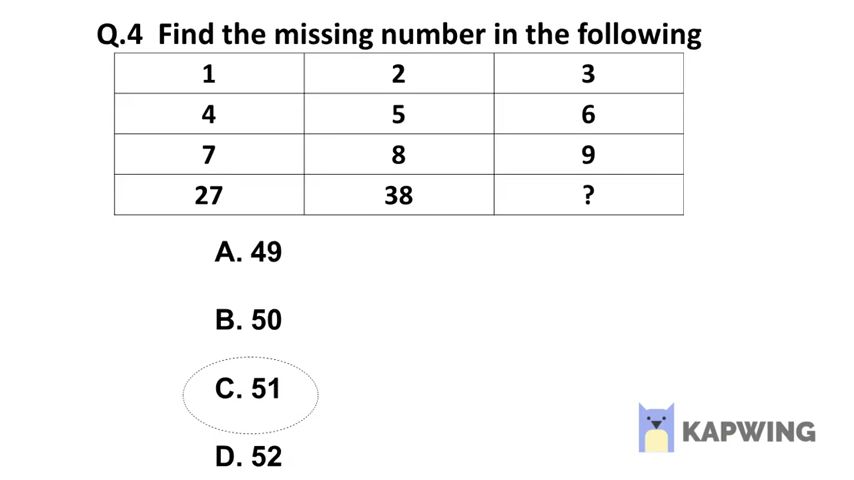 Q.4 Find the missing number in the following
1 2 3
4 5 6
7 8 9
27 38 ?
A. 49
B. 50
C. 51
D. 52
KAPWING